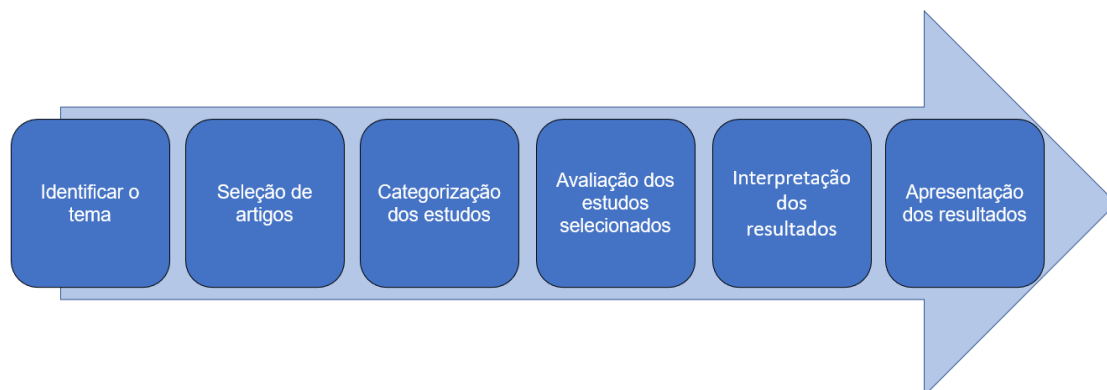 Identificar o
tema
Seleção de
artigos
Categorização
dos estudos
Avaliação dos
estudos
selecionados
Interpretação
dos
resultados
Apresentação
dos resultados